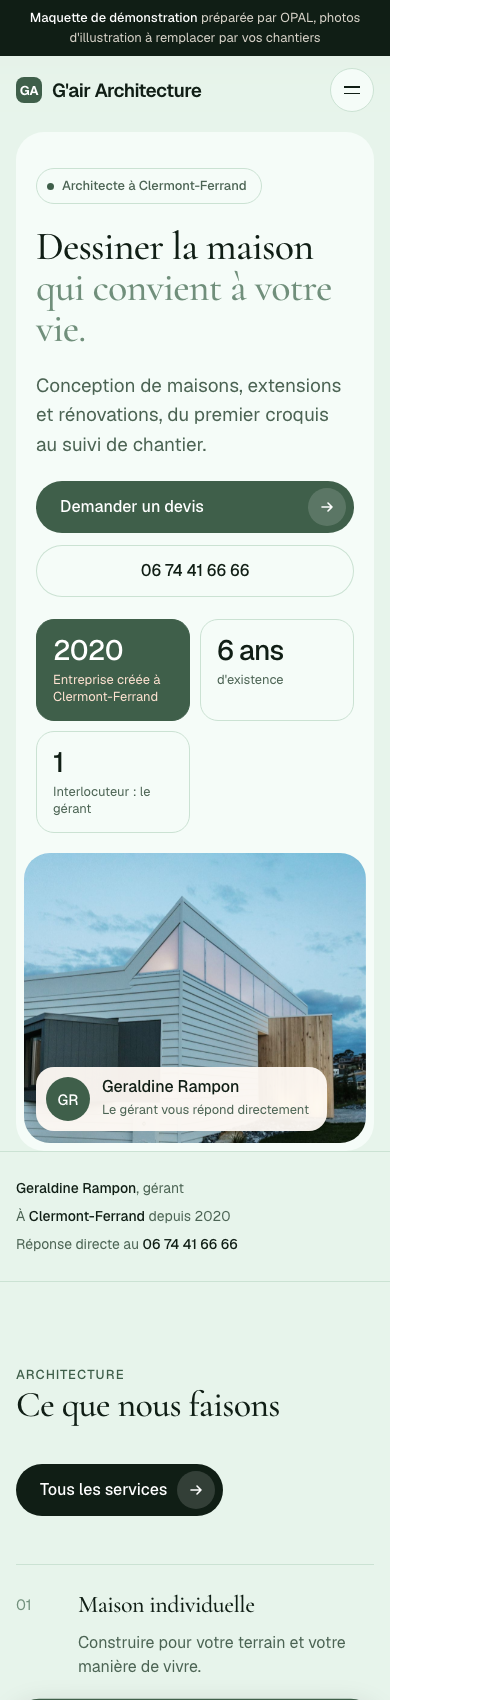 Maquette de démonstration préparée par OPAL, photos
d'illustration à remplacer par vos chantiers
GA G'air Architecture
Architecte à Clermont-Ferrand
Dessiner la maison
qui convient à votre
vie.
Conception de maisons, extensions
et rénovations, du premier croquis
au suivi de chantier.
Demander un devis
06 74 41 66 66
2020
Entreprise créée à
Clermont-Ferrand
6 ans
d'existence
1
Interlocuteur : le
gérant
GR
Geraldine Rampon
Le gérant vous répond directement
Geraldine Rampon, gérant
À Clermont-Ferrand depuis 2020
Réponse directe au 06 74 41 66 66
ARCHITECTURE
Ce que nous faisons
Tous les services
01
Maison individuelle
Construire pour votre terrain et votre
manière de vivre.